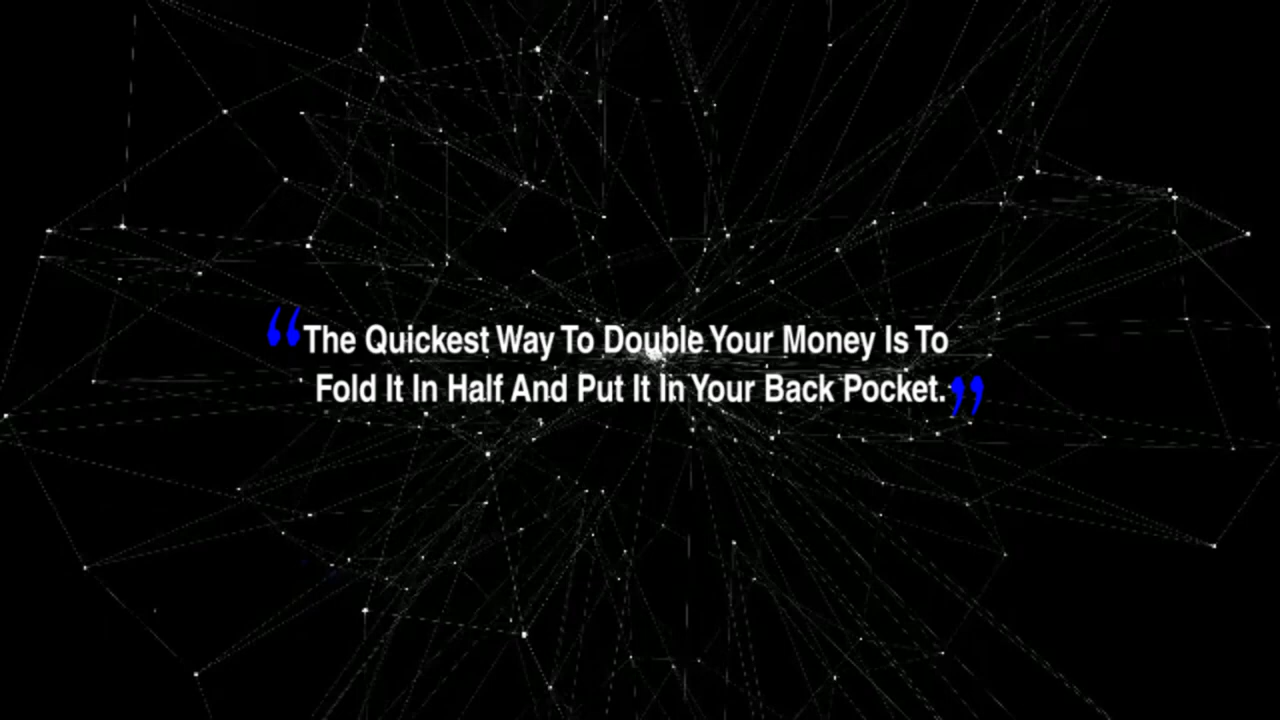 “The Quickest Way To Double Your Money Is To
Fold It In Half And Put It In Your Back Pocket.”